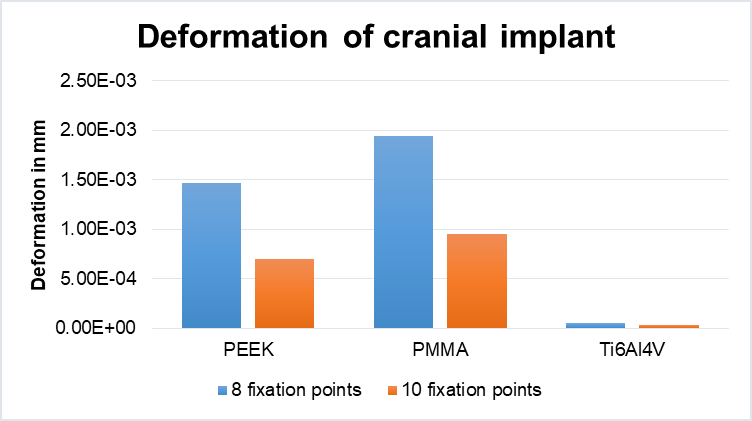 Deformation of cranial implant
Deformation in mm
2.50E-03
2.00E-03
1.50E-03
1.00E-03
5.00E-04
0.00E+00
PEEK
PMMA
Ti6Al4V
8 fixation points
10 fixation points